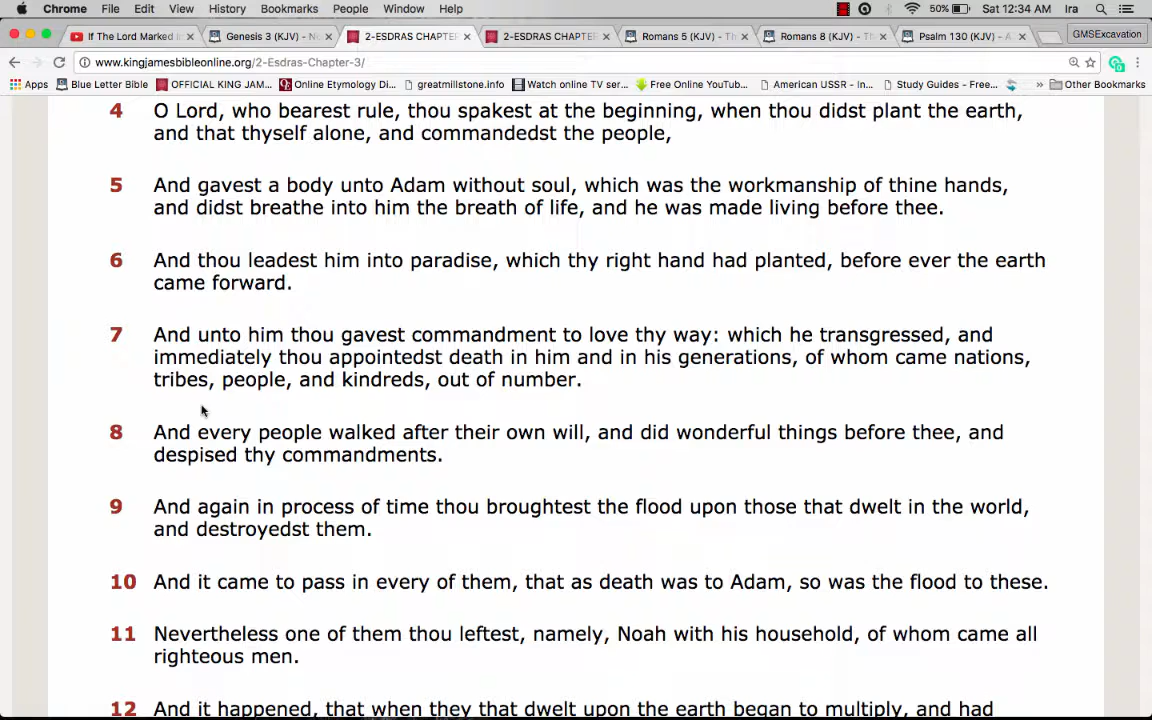 Chrome File Edit View History Bookmarks People Window Help 50% Sat 12:34 AM Ira
If The Lord Marked In Genesis 3 (KJV) - No 2-ESDRAS CHAPTER 2-ESDRAS CHAPTE Romans 5 (KJV) - Th Romans 8 (KJV) - Th Psalm 130 (KJV) - A GMSExcavation
www.kingjamesbibleonline.org/2-Esdras-Chapter-3/
Apps Blue Letter Bible OFFICIAL KING JAM... Online Etymology Di... greatmillstone.info Watch online TV ser... Free Online YouTub... American USSR - in... Study Guides - Free... » Other Bookmarks
4 O Lord, who bearest rule, thou spakest at the beginning, when thou didst plant the earth,
and that thyself alone, and commandedst the people,
5 And gavest a body unto Adam without soul, which was the workmanship of thine hands,
and didst breathe into him the breath of life, and he was made living before thee.
6 And thou leadest him into paradise, which thy right hand had planted, before ever the earth
came forward.
7 And unto him thou gavest commandment to love thy way: which he transgressed, and
immediately thou appointedst death in him and in his generations, of whom came nations,
tribes, people, and kindreds, out of number.
8 And every people walked after their own will, and did wonderful things before thee, and
despised thy commandments.
9 And again in process of time thou broughtest the flood upon those that dwelt in the world,
and destroyedst them.
10 And it came to pass in every of them, that as death was to Adam, so was the flood to these.
11 Nevertheless one of them thou leftest, namely, Noah with his household, of whom came all
righteous men.
12 And it happened, that when they that dwelt upon the earth began to multiply, and had